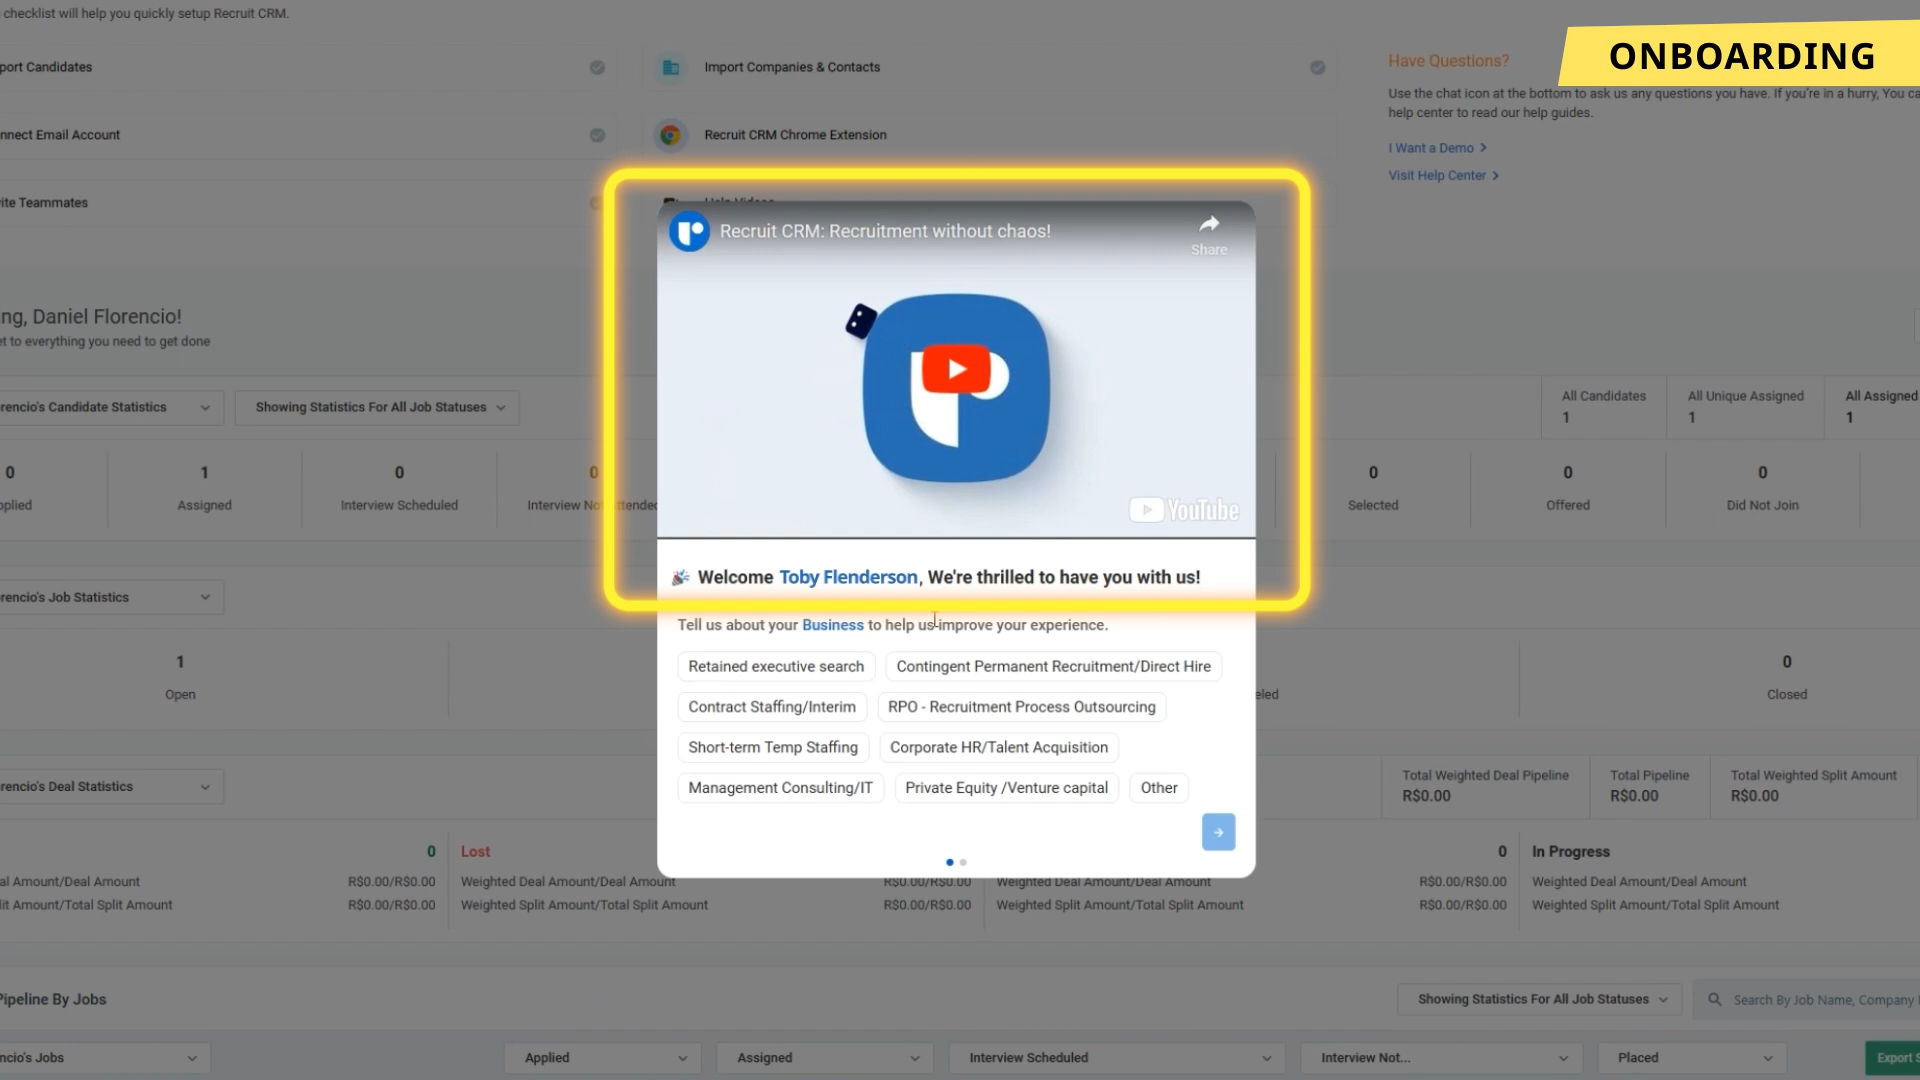 checklist will help you quickly setup Recruit CRM.
ONBOARDING
port Candidates
Import Companies & Contacts
Have Questions?
Use the chat icon at the bottom to ask us any questions you have. If you're in a hurry, You ca
help center to read our help guides.
nnect Email Account
Recruit CRM Chrome Extension
I Want a Demo
Visit Help Center
ite Teammates
Help Videos
Recruit CRM: Recruitment without chaos!
Share
YouTube
ng, Daniel Florencio!
et to everything you need to get done
rencio's Candidate Statistics
Showing Statistics For All Job Statuses
All Candidates
1
All Unique Assigned
1
All Assigned
1
0
plied
1
Assigned
0
Interview Scheduled
0
Interview Not Attended
0
Selected
0
Offered
0
Did Not Join
🎉 Welcome Toby Flenderson, We're thrilled to have you with us!
Tell us about your Business to help us improve your experience.
Retained executive search
Contingent Permanent Recruitment/Direct Hire
Contract Staffing/Interim
RPO - Recruitment Process Outsourcing
Short-term Temp Staffing
Corporate HR/Talent Acquisition
Management Consulting/IT
Private Equity /Venture capital
Other
rencio's Job Statistics
1
Open
eled
0
Closed
rencio's Deal Statistics
Total Weighted Deal Pipeline
R$0.00
Total Pipeline
R$0.00
Total Weighted Split Amount
R$0.00
0
Lost
0
In Progress
al Amount/Deal Amount
R$0.00/R$0.00
Weighted Deal Amount/Deal Amount
R$0.00/R$0.00
Weighted Deal Amount/Deal Amount
R$0.00/R$0.00
Weighted Deal Amount/Deal Amount
lit Amount/Total Split Amount
R$0.00/R$0.00
Weighted Split Amount/Total Split Amount
R$0.00/R$0.00
Weighted Split Amount/Total Split Amount
R$0.00/R$0.00
Weighted Split Amount/Total Split Amount
Pipeline By Jobs
Showing Statistics For All Job Statuses
Search By Job Name, Company
ncio's Jobs
Applied
Assigned
Interview Scheduled
Interview Not...
Placed
Export S